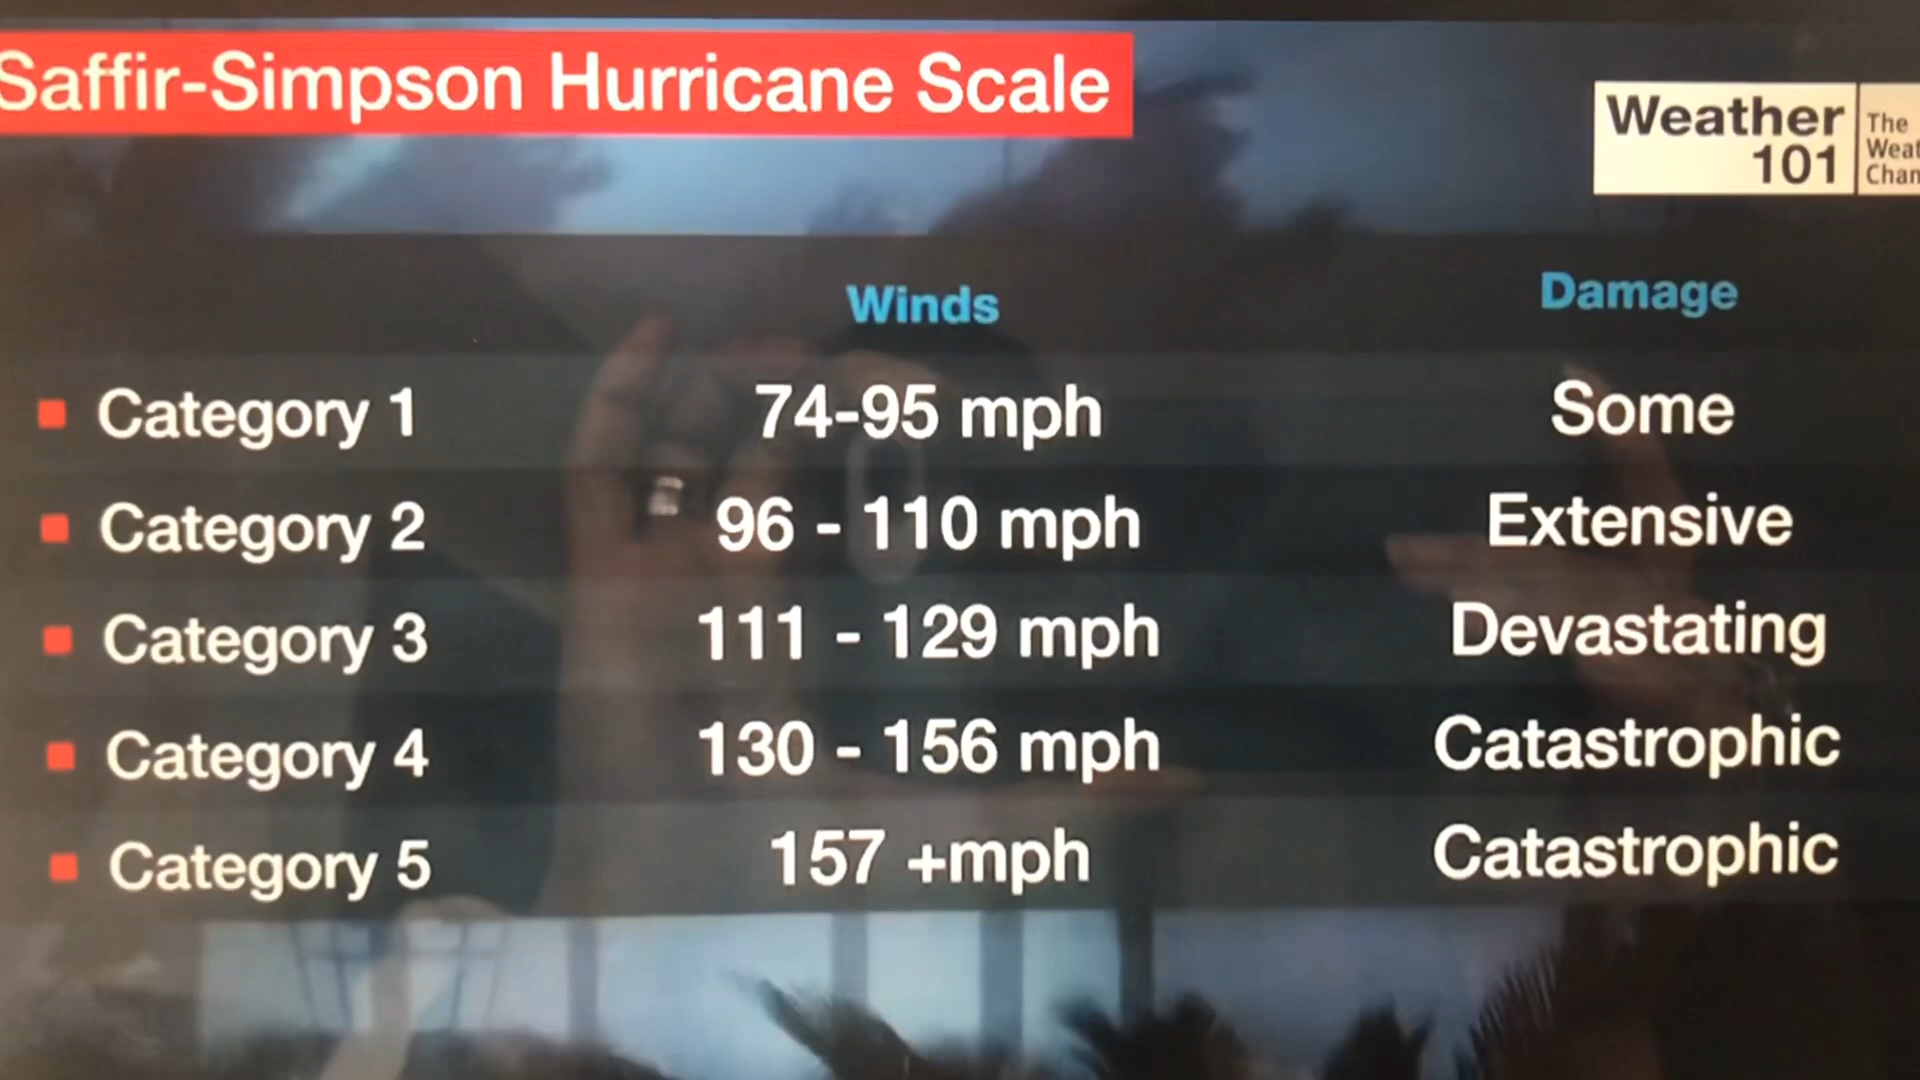 Saffir-Simpson Hurricane Scale
Weather
101
The
Winds Damage
Category 1 74-95 mph Some
Category 2 96 - 110 mph Extensive
Category 3 111 - 129 mph Devastating
Category 4 130 - 156 mph Catastrophic
Category 5 157 +mph Catastrophic